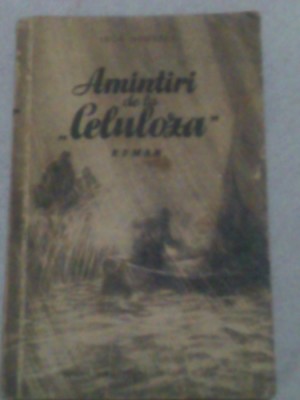 Amintiri
de la
„Celuloza"
ROMAN